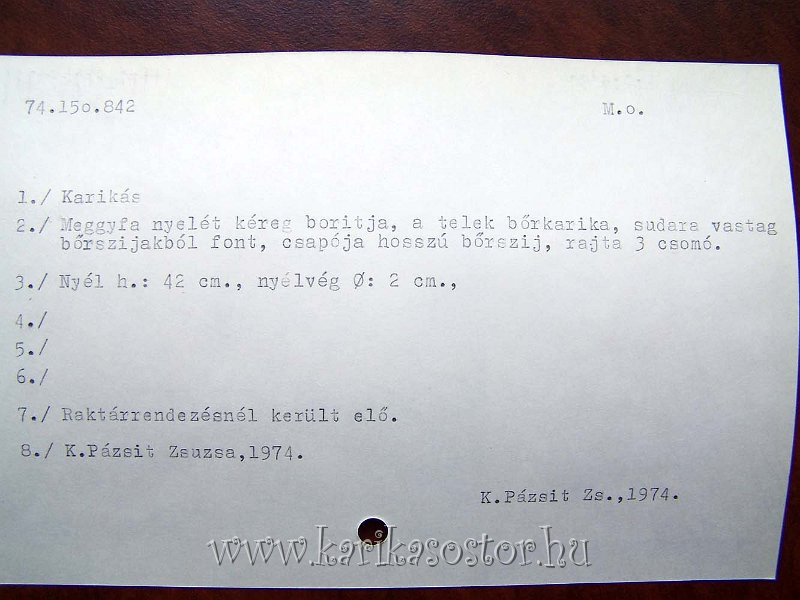 74.15o.842 M.o.
1./ Karikás
2./ Meggyfa nyelét kéreg boritja, a telek bőrkarika, sudara vastag
bőrszijakból font, csapója hosszú bőrszij, rajta 3 csomó.
3./ Nyél h.: 42 cm., nyélvég Ø: 2 cm.,
4./
5./
6./
7./ Raktárrendezésnél került elő.
8./ K.Pázsit Zsuzsa,1974.
K.Pázsit Zs.,1974.
www.karikasostor.hu